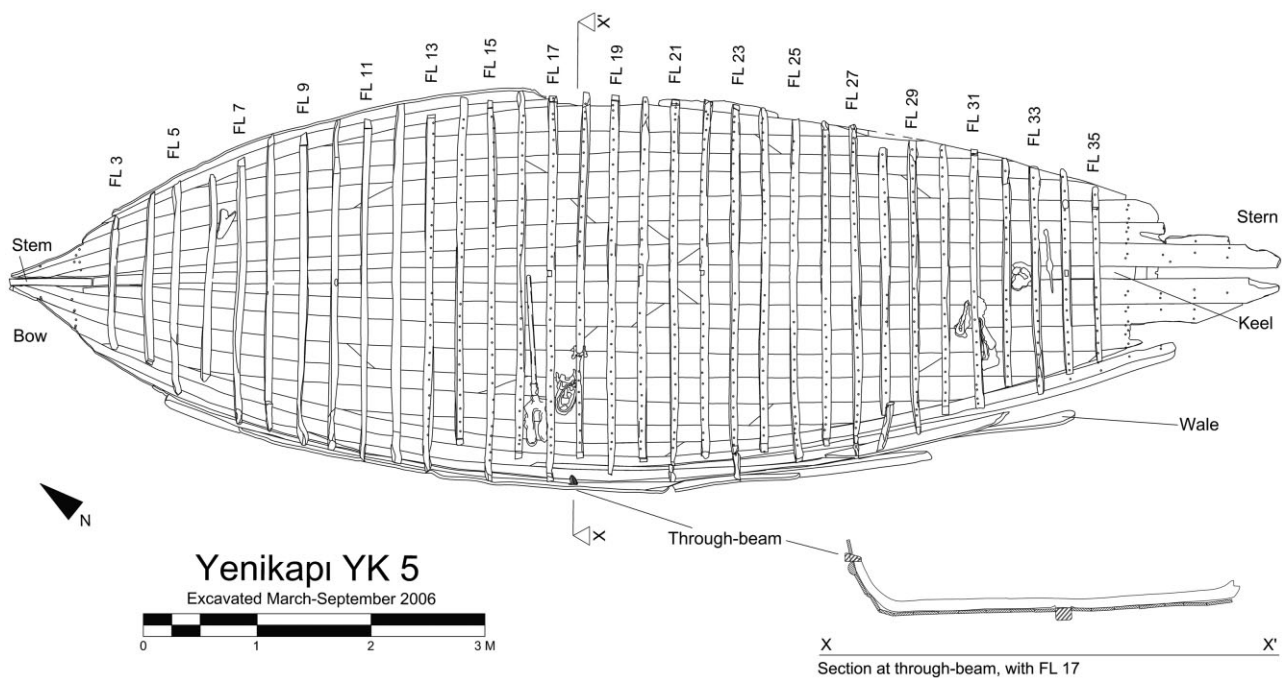 X'
FL 3
FL 5
FL 7
FL 9
FL 11
FL 13
FL 15
FL 17
FL 19
FL 21
FL 23
FL 25
FL 27
FL 29
FL 31
FL 33
FL 35
Stem
Stern
Bow
Keel
Wale
N
X
Through-beam
Yenikapı YK 5
Excavated March-September 2006
0 1 2 3 M
X X'
Section at through-beam, with FL 17